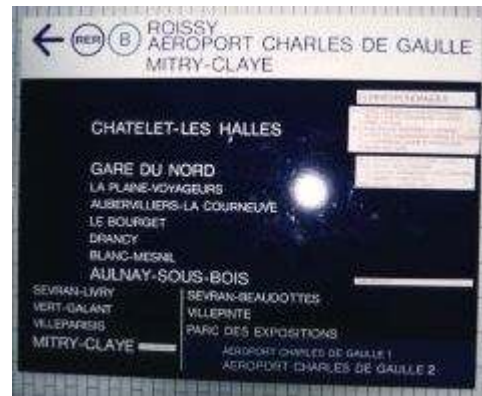 RER B ROISSY
AEROPORT CHARLES DE GAULLE
MITRY-CLAYE
CHATELET-LES HALLES
GARE DU NORD
LA PLAINE-VOYAGEURS
AUBERVILLIERS-LA COURNEUVE
LE BOURGET
DRANCY
BLANC-MESNIL
AULNAY-SOUS-BOIS
SEVRAN-LIVRY
VERT-GALANT
VILLEPARISIS
MITRY-CLAYE
SEVRAN-BEAUDOTTES
VILLEPINTE
PARC DES EXPOSITIONS
AEROPORT CHARLES DE GAULLE 1
AEROPORT CHARLES DE GAULLE 2